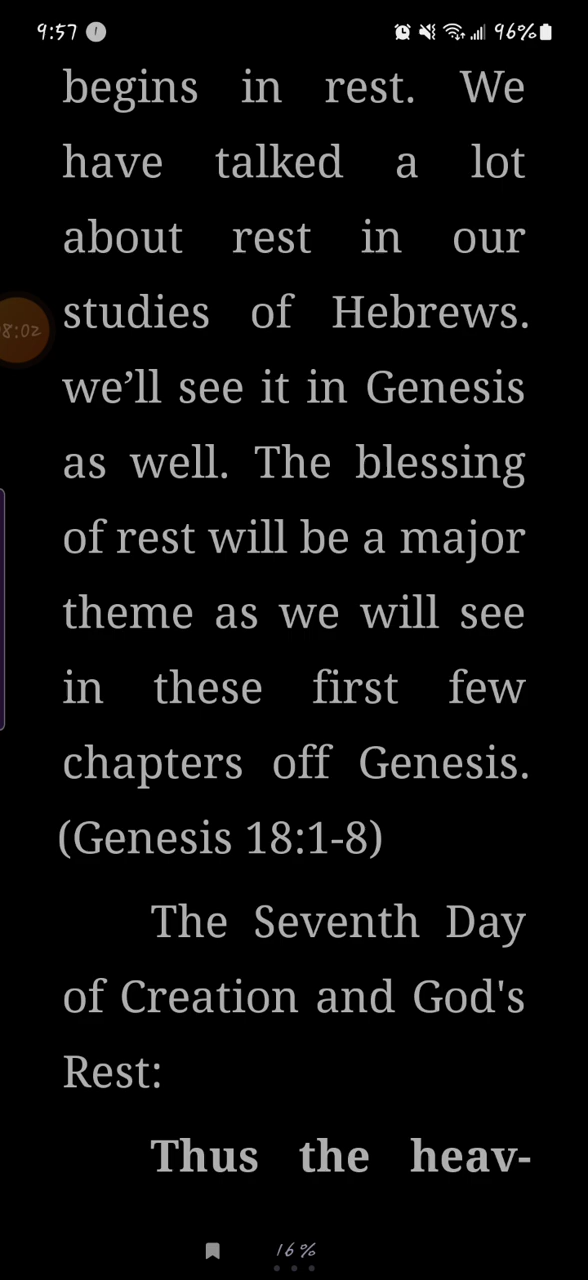 9:57
96%
begins in rest. We
have talked a lot
about rest in our
8:02
studies of Hebrews.
we’ll see it in Genesis
as well. The blessing
of rest will be a major
theme as we will see
in these first few
chapters off Genesis.
(Genesis 18:1-8)
The Seventh Day
of Creation and God's
Rest:
Thus the heav-
16%